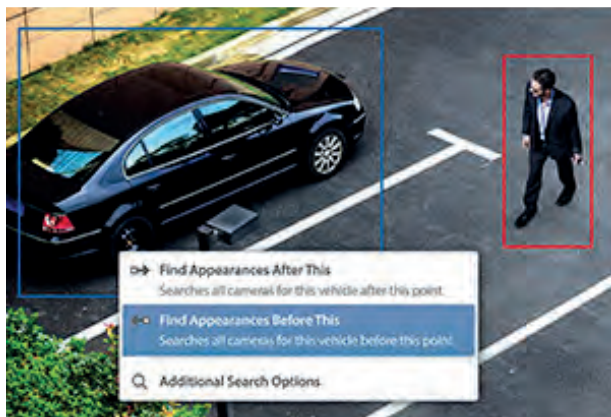 Find Appearances After This
Searches all cameras for this vehicle after this point.
Find Appearances Before This
Searches all cameras for this vehicle before this point.
Additional Search Options